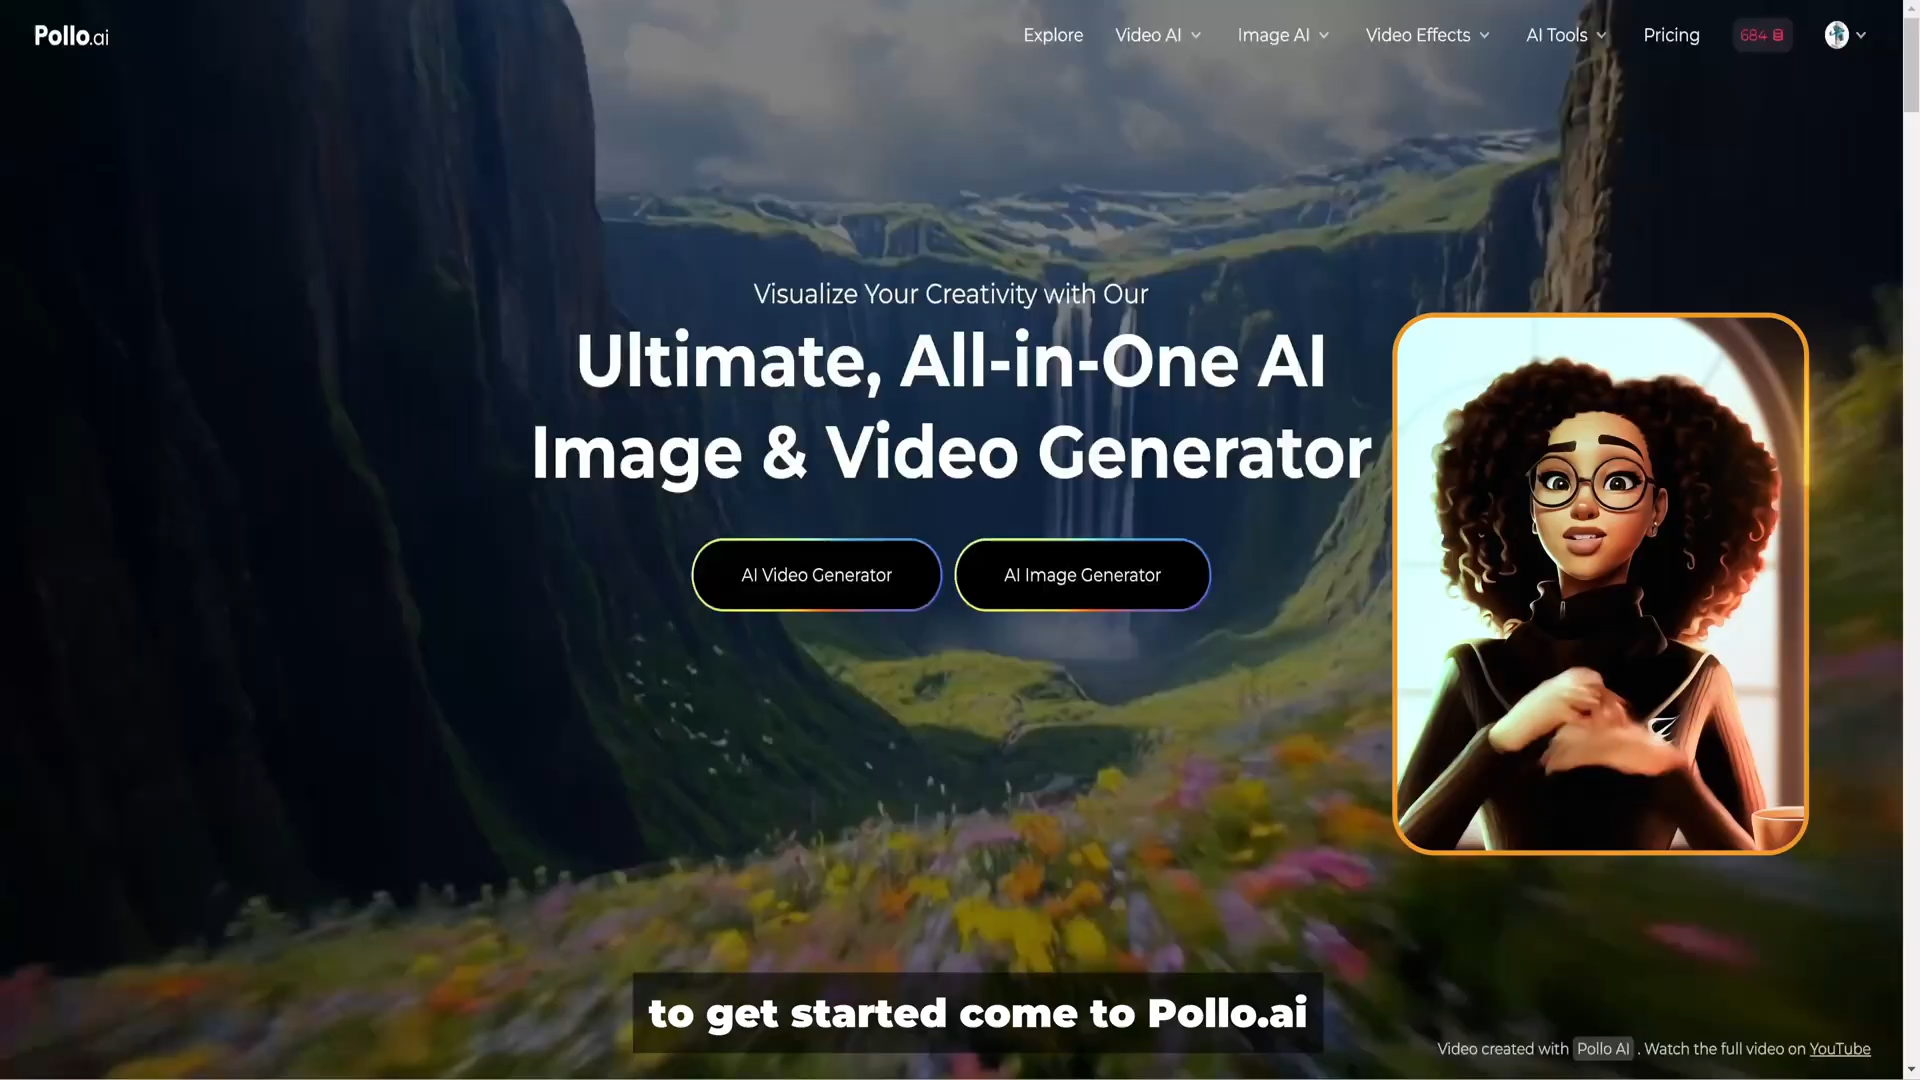 Pollo.ai
Explore
Video AI
Image AI
Video Effects
AI Tools
Pricing
684
Visualize Your Creativity with Our
Ultimate, All-in-One AI
Image & Video Generator
AI Video Generator
AI Image Generator
to get started come to Pollo.ai
Video created with Pollo AI . Watch the full video on YouTube